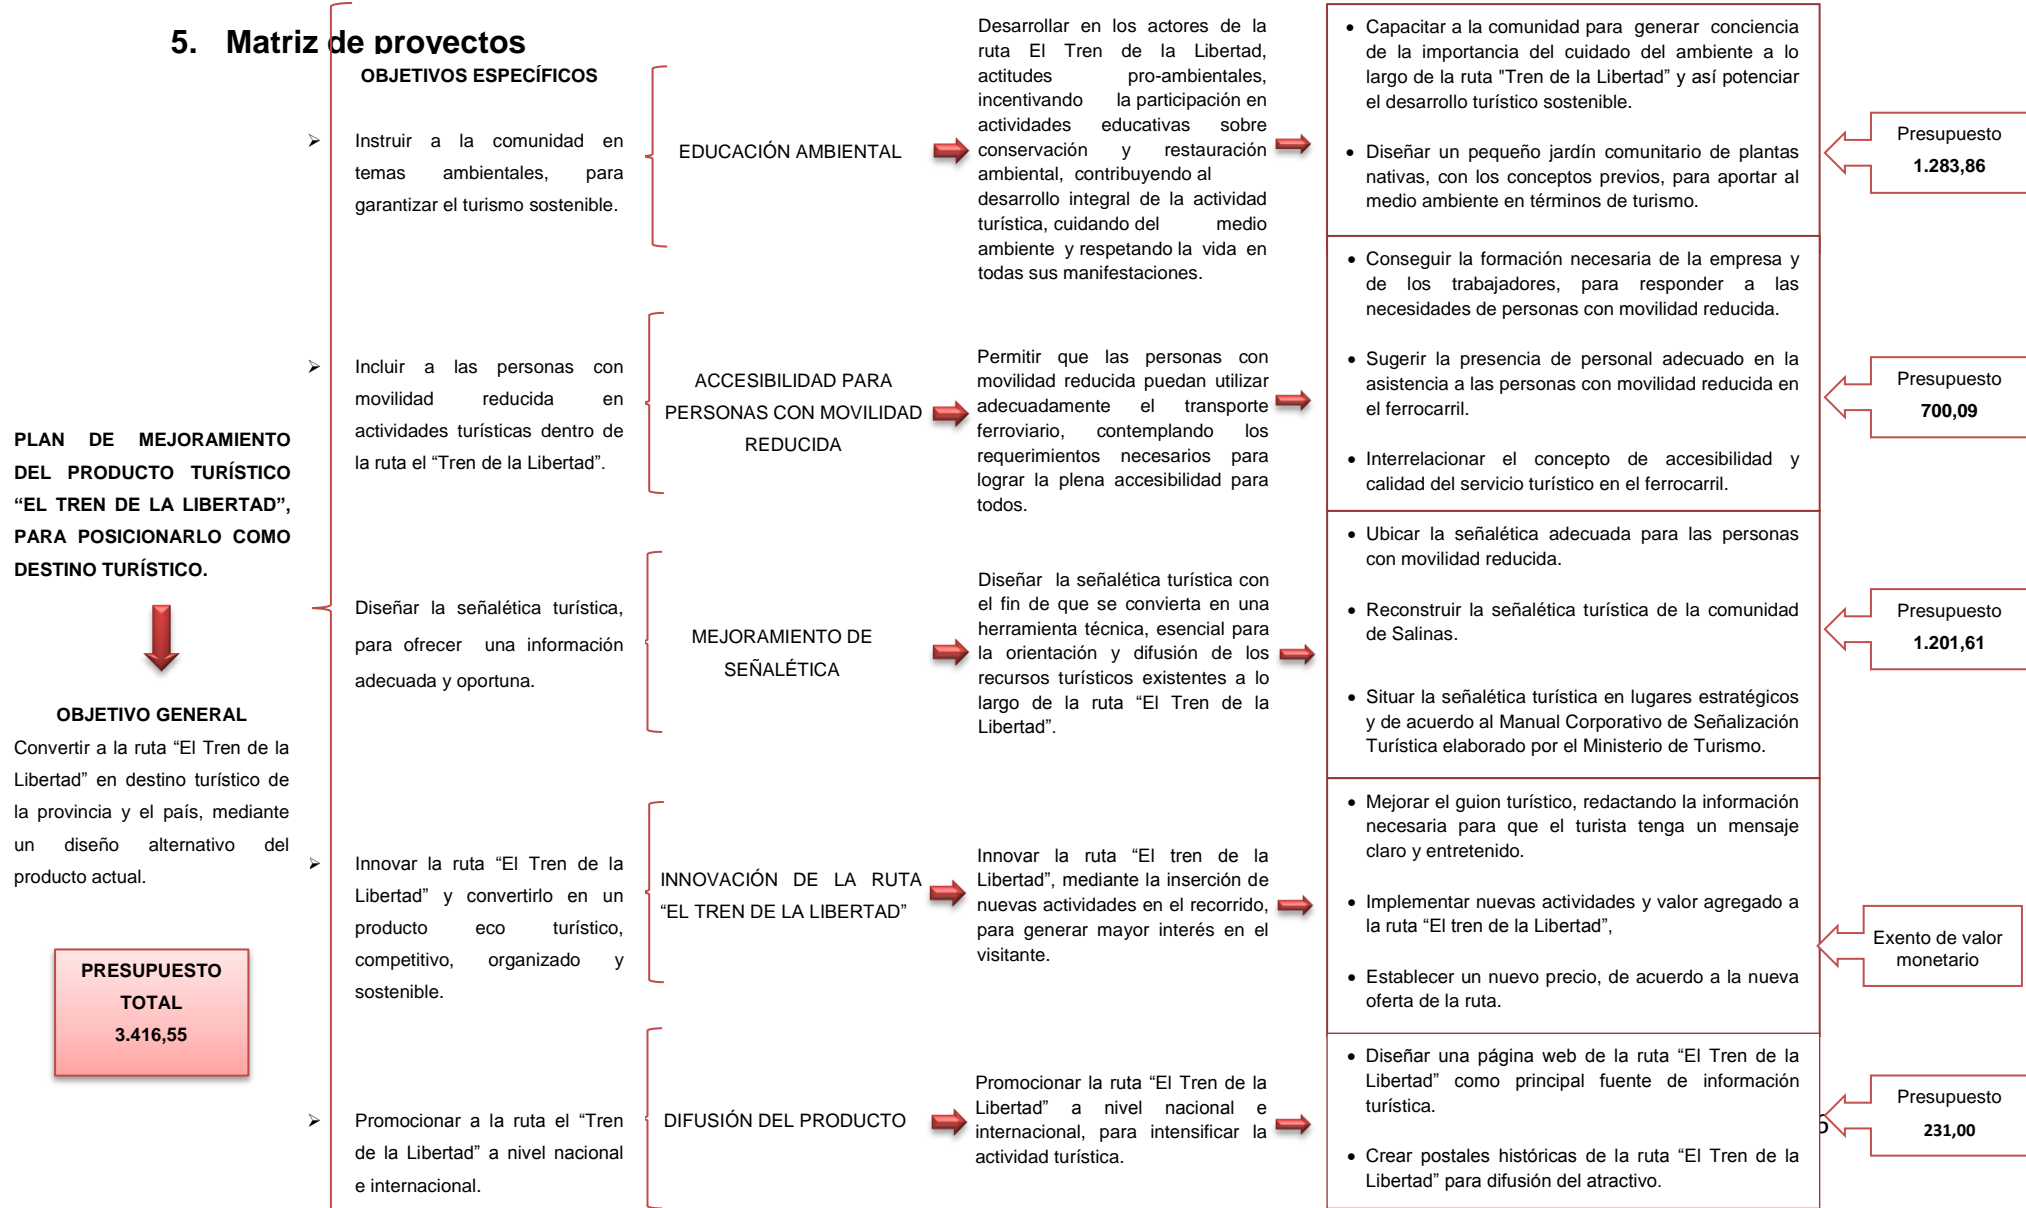 5. Matriz de proyectos
PLAN DE MEJORAMIENTO
DEL PRODUCTO TURÍSTICO
“EL TREN DE LA LIBERTAD”,
PARA POSICIONARLO COMO
DESTINO TURÍSTICO.
OBJETIVO GENERAL
Convertir a la ruta “El Tren de la
Libertad” en destino turístico de
la provincia y el país, mediante
un diseño alternativo del
producto actual.
PRESUPUESTO
TOTAL
3.416,55
OBJETIVOS ESPECÍFICOS
➢ Instruir a la comunidad en
temas ambientales, para
garantizar el turismo sostenible.
EDUCACIÓN AMBIENTAL
Desarrollar en los actores de la
ruta El Tren de la Libertad,
actitudes pro-ambientales,
incentivando la participación en
actividades educativas sobre
conservación y restauración
ambiental, contribuyendo al
desarrollo integral de la actividad
turística, cuidando del medio
ambiente y respetando la vida en
todas sus manifestaciones.
• Capacitar a la comunidad para generar conciencia
de la importancia del cuidado del ambiente a lo
largo de la ruta "Tren de la Libertad” y así potenciar
el desarrollo turístico sostenible.
• Diseñar un pequeño jardín comunitario de plantas
nativas, con los conceptos previos, para aportar al
medio ambiente en términos de turismo.
Presupuesto
1.283,86
➢ Incluir a las personas con
movilidad reducida en
actividades turísticas dentro de
la ruta el “Tren de la Libertad”.
ACCESIBILIDAD PARA
PERSONAS CON MOVILIDAD
REDUCIDA
Permitir que las personas con
movilidad reducida puedan utilizar
adecuadamente el transporte
ferroviario, contemplando los
requerimientos necesarios para
lograr la plena accesibilidad para
todos.
• Conseguir la formación necesaria de la empresa y
de los trabajadores, para responder a las
necesidades de personas con movilidad reducida.
• Sugerir la presencia de personal adecuado en la
asistencia a las personas con movilidad reducida en
el ferrocarril.
• Interrelacionar el concepto de accesibilidad y
calidad del servicio turístico en el ferrocarril.
Presupuesto
700,09
Diseñar la señalética turística,
para ofrecer una información
adecuada y oportuna.
MEJORAMIENTO DE
SEÑALÉTICA
Diseñar la señalética turística con
el fin de que se convierta en una
herramienta técnica, esencial para
la orientación y difusión de los
recursos turísticos existentes a lo
largo de la ruta “El Tren de la
Libertad”.
• Ubicar la señalética adecuada para las personas
con movilidad reducida.
• Reconstruir la señalética turística de la comunidad
de Salinas.
• Situar la señalética turística en lugares estratégicos
y de acuerdo al Manual Corporativo de Señalización
Turística elaborado por el Ministerio de Turismo.
Presupuesto
1.201,61
➢ Innovar la ruta “El Tren de la
Libertad” y convertirlo en un
producto eco turístico,
competitivo, organizado y
sostenible.
INNOVACIÓN DE LA RUTA
“EL TREN DE LA LIBERTAD”
Innovar la ruta “El tren de la
Libertad”, mediante la inserción de
nuevas actividades en el recorrido,
para generar mayor interés en el
visitante.
• Mejorar el guion turístico, redactando la información
necesaria para que el turista tenga un mensaje
claro y entretenido.
• Implementar nuevas actividades y valor agregado a
la ruta “El tren de la Libertad”,
• Establecer un nuevo precio, de acuerdo a la nueva
oferta de la ruta.
Exento de valor
monetario
➢ Promocionar a la ruta el “Tren
de la Libertad” a nivel nacional
e internacional.
DIFUSIÓN DEL PRODUCTO
Promocionar la ruta “El Tren de la
Libertad” a nivel nacional e
internacional, para intensificar la
actividad turística.
• Diseñar una página web de la ruta “El Tren de la
Libertad” como principal fuente de información
turística.
• Crear postales históricas de la ruta “El Tren de la
Libertad” para difusión del atractivo.
Presupuesto
231,00